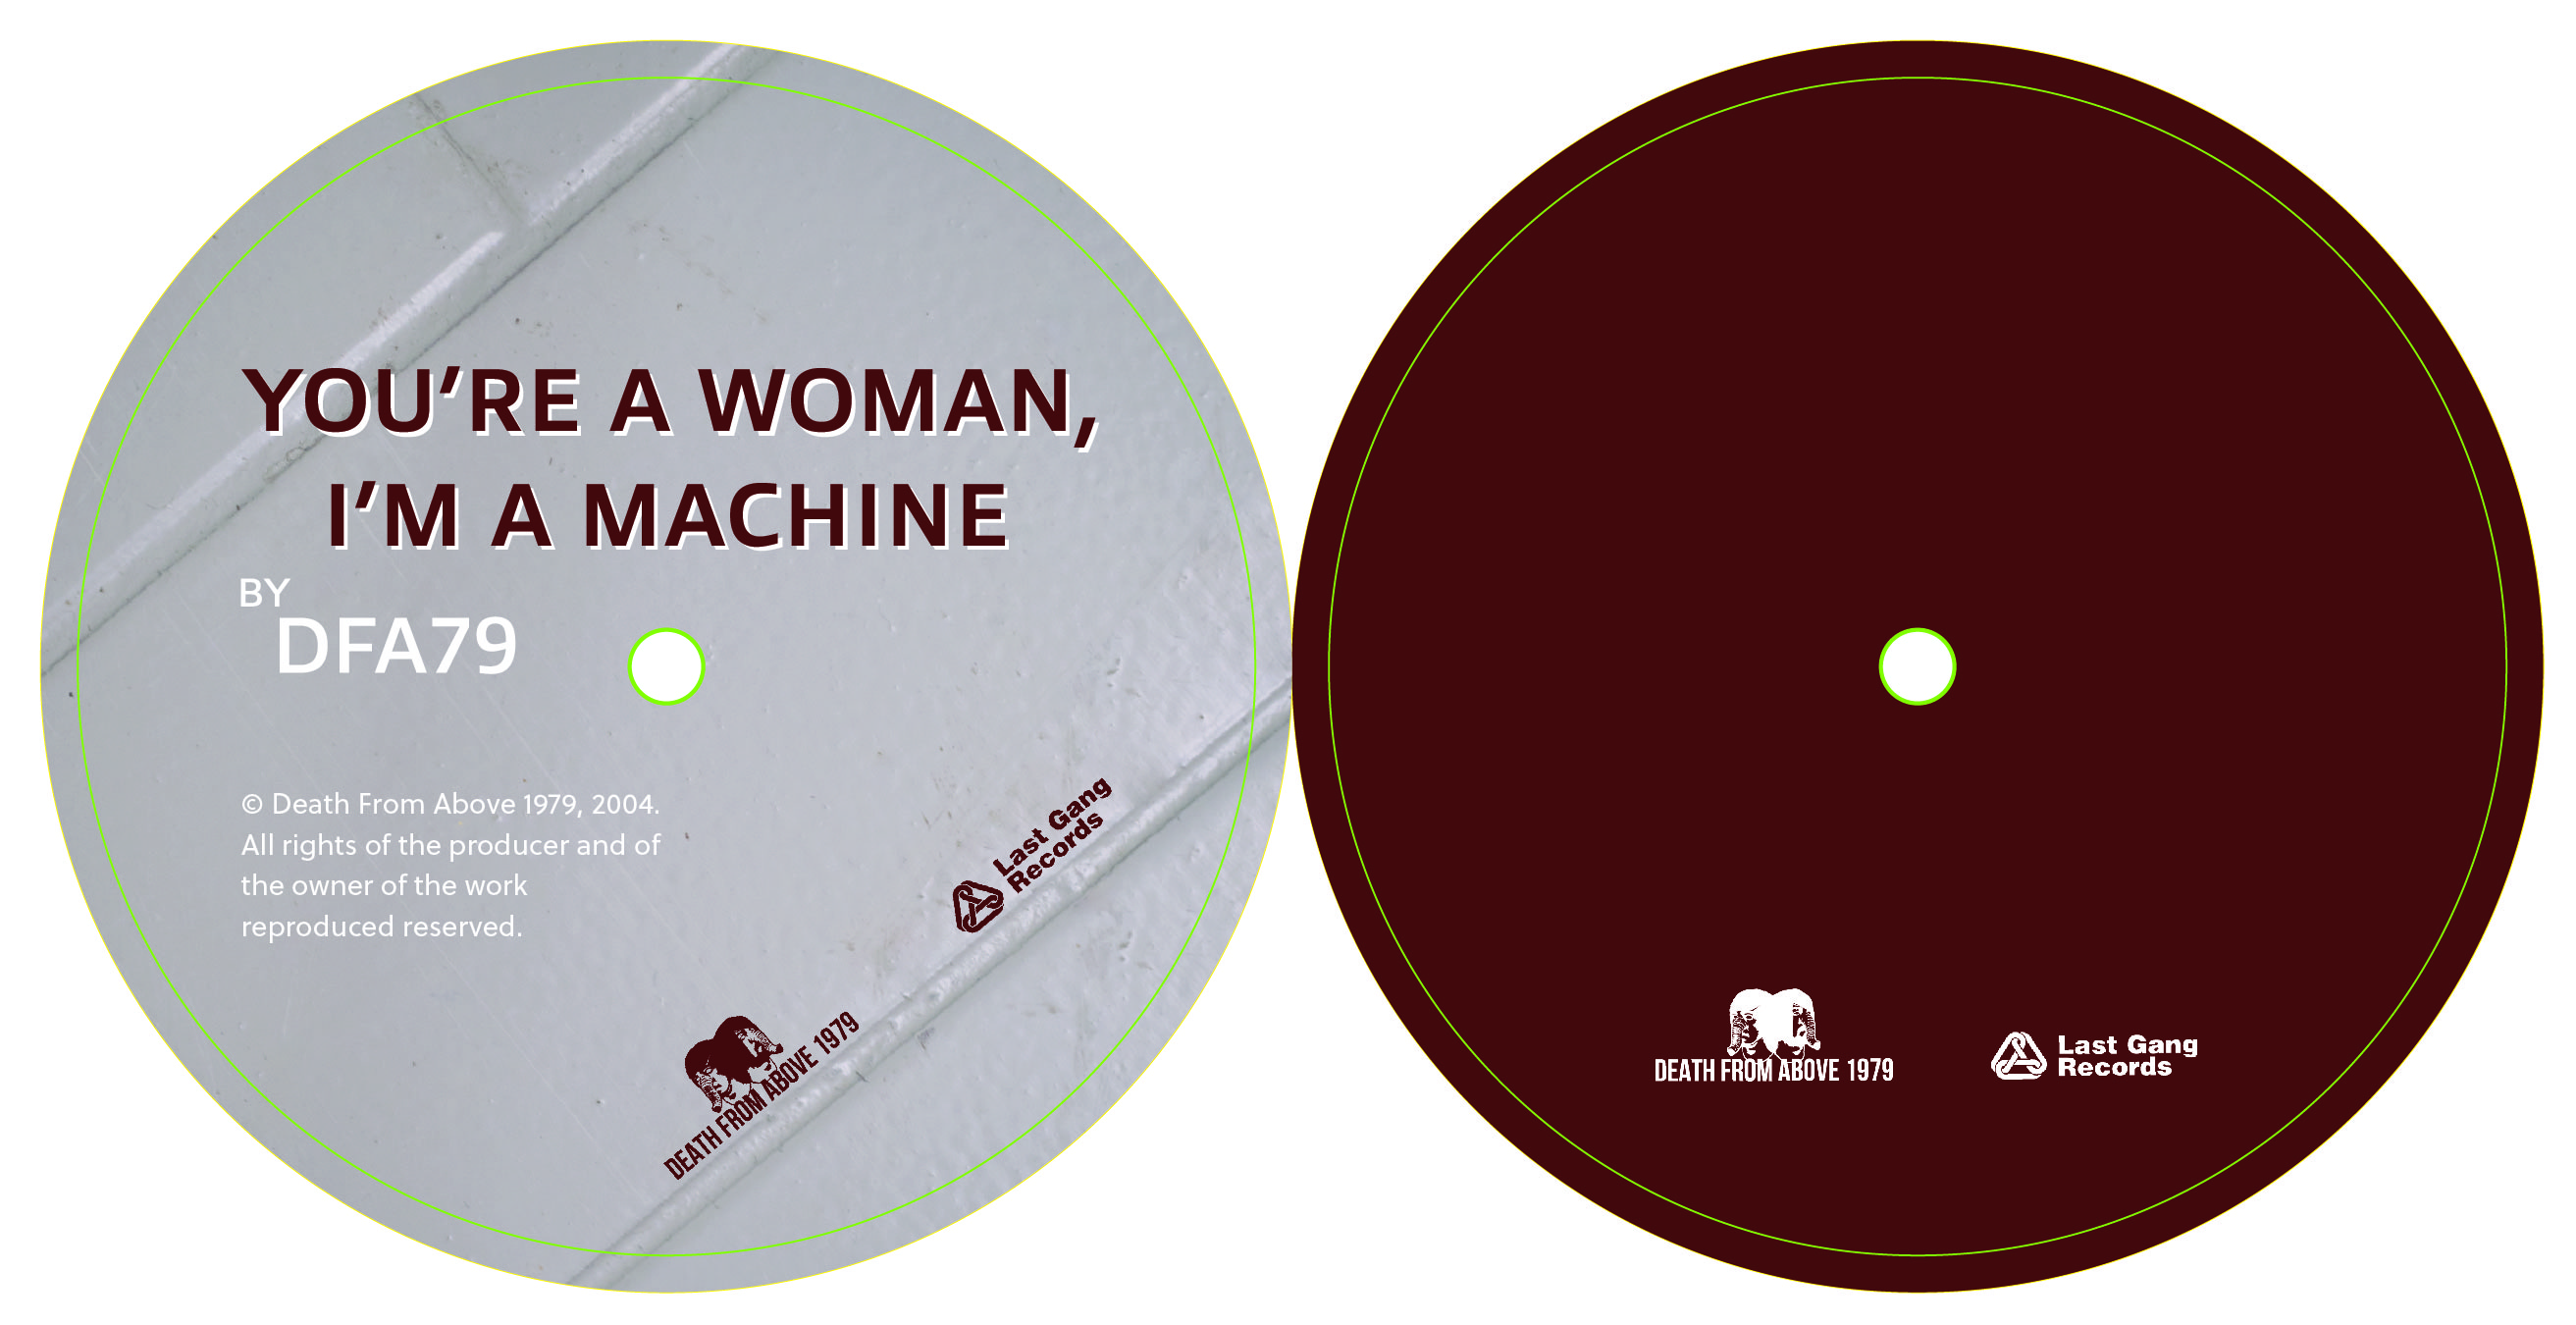 YOU’RE A WOMAN,
I’M A MACHINE
BY
DFA79
© Death From Above 1979, 2004.
All rights of the producer and of
the owner of the work
reproduced reserved.
Last Gang
Records
DEATH FROM ABOVE 1979
DEATH FROM ABOVE 1979
Last Gang
Records